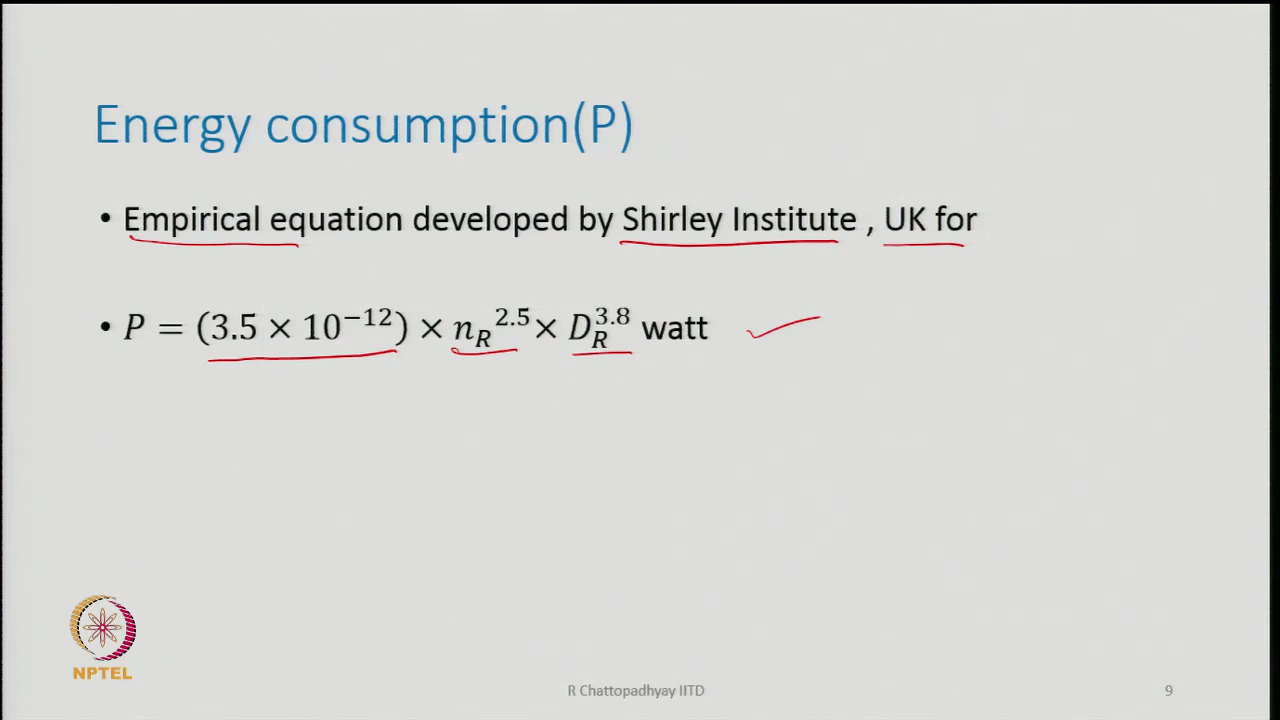 Energy consumption(P)
• Empirical equation developed by Shirley Institute , UK for
• P = (3.5 × 10⁻¹²) × n_R^2.5 × D_R^3.8 watt
NPTEL
R Chattopadhyay IITD
9